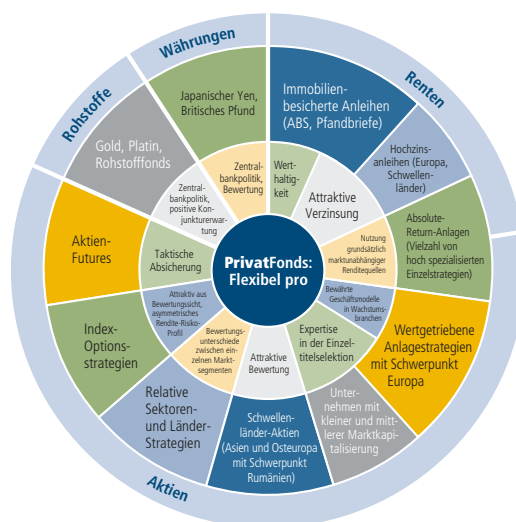 Währungen
Renten
Rohstoffe
Aktien
Japanischer Yen,
Britisches Pfund
Immobilien-
besicherte Anleihen
(ABS, Pfandbriefe)
Hochzins-
anleihen (Europa,
Schwellen-
länder)
Absolute-
Return-Anlagen
(Vielzahl von
hoch spezialisierten
Einzelstrategien)
Wertgetriebene
Anlagestrategien
mit Schwerpunkt
Europa
Unter-
nehmen mit
kleiner und mitt-
lerer Marktkapi-
talisierung
Schwellen-
länder-Aktien
(Asien und Osteuropa
mit Schwerpunkt
Rumänien)
Relative
Sektoren-
und Länder-
Strategien
Index-
Options-
strategien
Aktien-
Futures
Gold, Platin,
Rohstofffonds
Zentral-
bankpolitik,
Bewertung
Wert-
haltig-
keit
Attraktive
Verzinsung
Nutzung
grundsätzlich
marktunabhängiger
Renditequellen
Bewährte
Geschäftsmodelle
in Wachstums-
branchen
Expertise
in der Einzel-
titelselektion
Attraktive
Bewertung
Bewertungs-
unterschiede
zwischen ein-
zelnen Markt-
segmenten
Attraktiv aus
Bewertungssicht,
asymmetrisches
Rendite-Risiko-
Profil
Taktische
Absicherung
Zentral-
bankpolitik,
positive Kon-
junkturerwar-
tung
PrivatFonds:
Flexibel pro